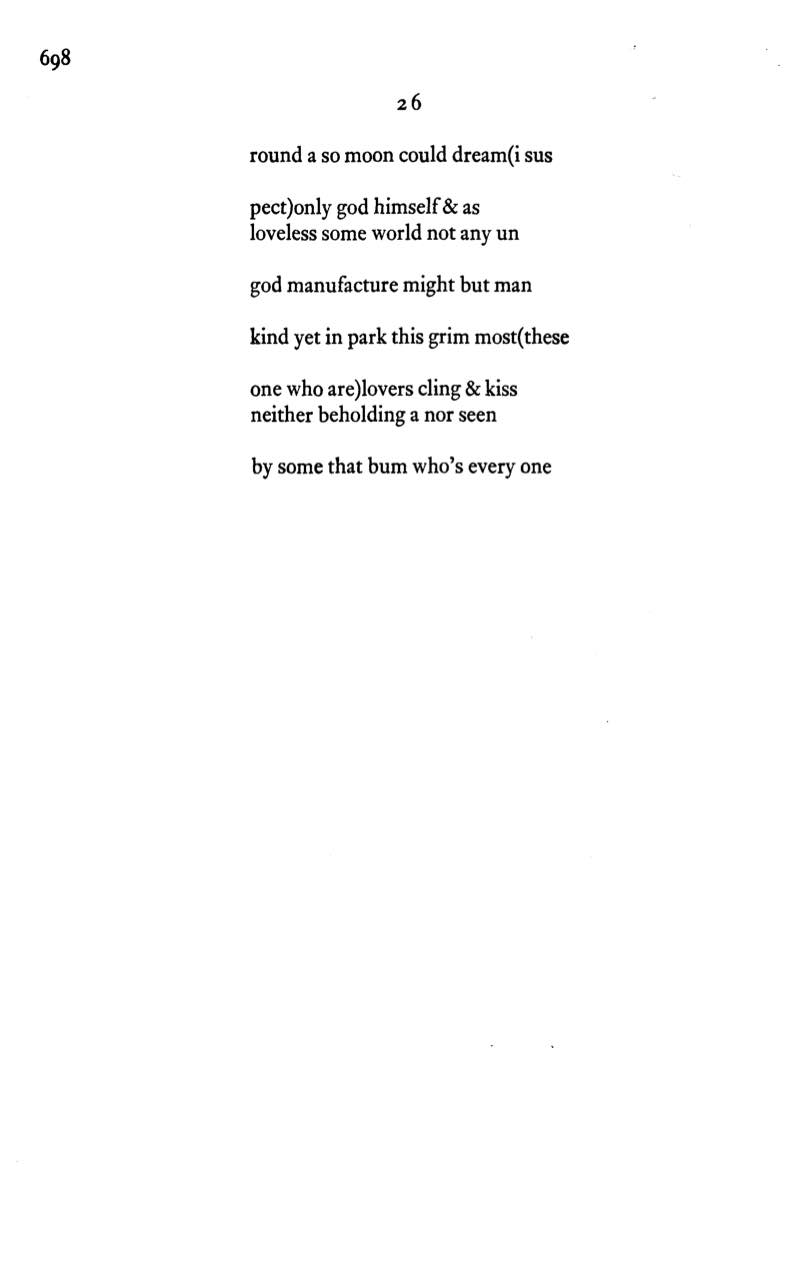 698
26
round a so moon could dream(i sus
pect)only god himself & as
loveless some world not any un
god manufacture might but man
kind yet in park this grim most(these
one who are)lovers cling & kiss
neither beholding a nor seen
by some that bum who's every one